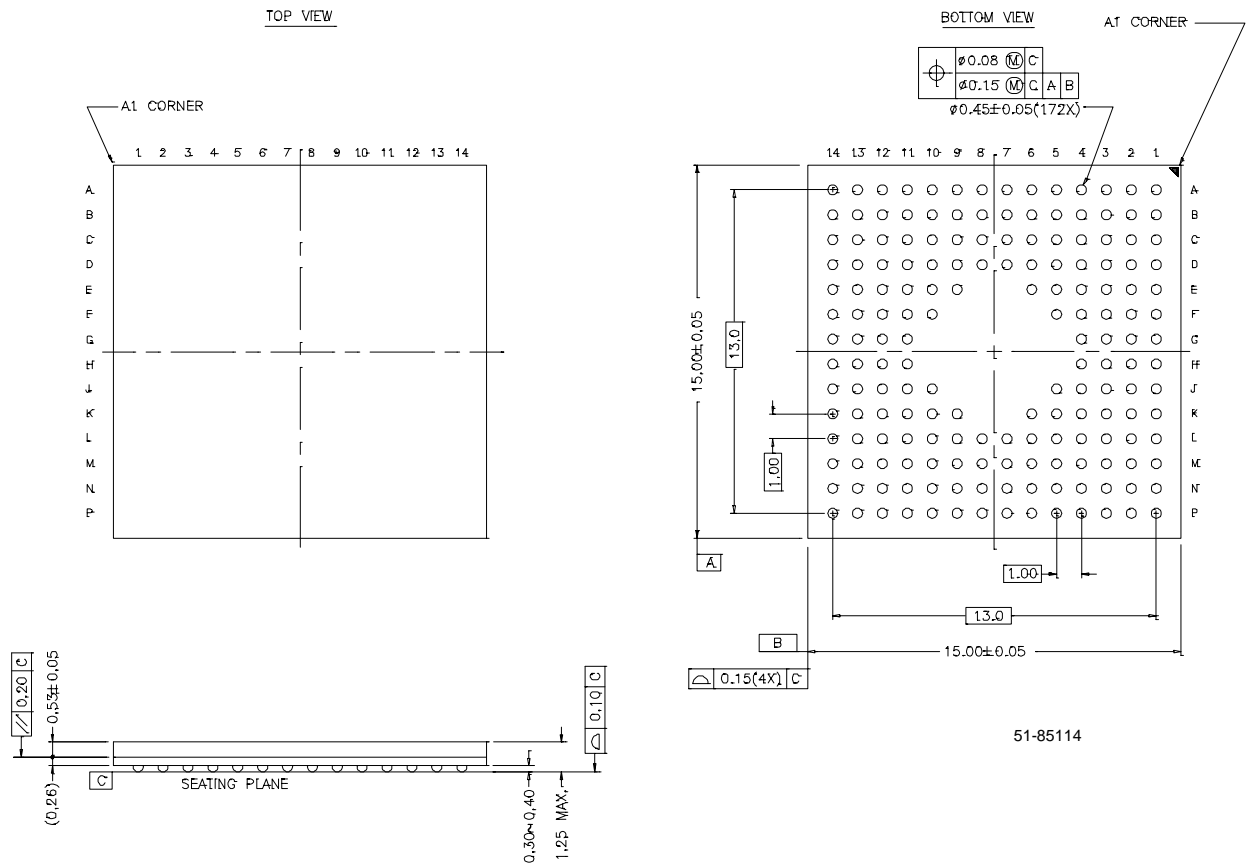 TOP VIEW
A1 CORNER
1 2 3 4 5 6 7 8 9 10 11 12 13 14
A
B
C
D
E
F
G
H
J
K
L
M
N
P
BOTTOM VIEW
A1 CORNER
ø0.08 Ⓜ C
ø0.15 Ⓜ C A B
ø0.45±0.05(172X)
14 13 12 11 10 9 8 7 6 5 4 3 2 1
A
B
C
D
E
F
G
H
J
K
L
M
N
P
15.00±0.05
13.0
1.00
A
1.00
13.0
B
15.00±0.05
0.15(4X) C
// 0.20 C
0.53±0.05
(0.26)
C
SEATING PLANE
0.30~0.40
1.25 MAX.
0.10 C
51-85114